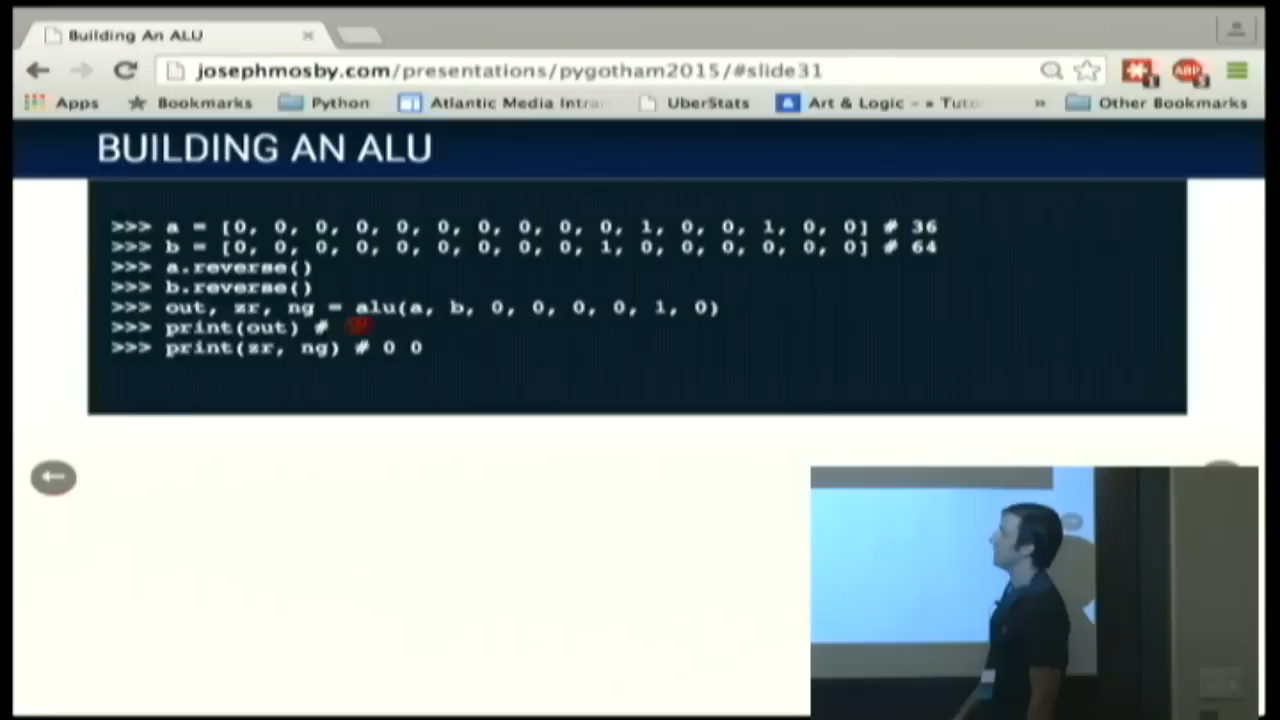 Building An ALU
josephmosby.com/presentations/pygotham2015/#slide31
Apps Bookmarks Python Atlantic Media Intra UberStats Art & Logic - » Tuto » Other Bookmarks
ABP
BUILDING AN ALU
>>> a = [0, 0, 0, 0, 0, 0, 0, 0, 0, 0, 1, 0, 0, 1, 0, 0] # 36
>>> b = [0, 0, 0, 0, 0, 0, 0, 0, 0, 1, 0, 0, 0, 0, 0, 0] # 64
>>> a.reverse()
>>> b.reverse()
>>> out, zr, ng = alu(a, b, 0, 0, 0, 0, 1, 0)
>>> print(out) #
>>> print(zr, ng) # 0 0